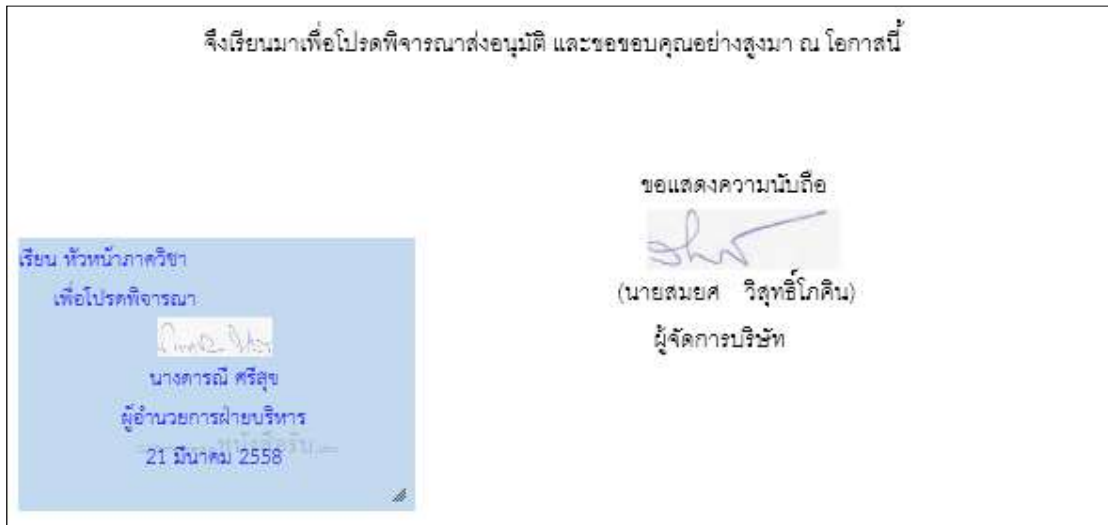 จึงเรียนมาเพื่อโปรดพิจารณาส่งอนุมัติ และขอขอบคุณอย่างสูงมา ณ โอกาสนี้
ขอแสดงความนับถือ
(นายสมยศ วิสุทธิ์โภคิน)
ผู้จัดการบริษัท
เรียน หัวหน้าภาควิชา
เพื่อโปรดพิจารณา
นางดารณี ศรีสุข
ผู้อำนวยการฝ่ายบริหาร
หนังสือรับ
21 มีนาคม 2558